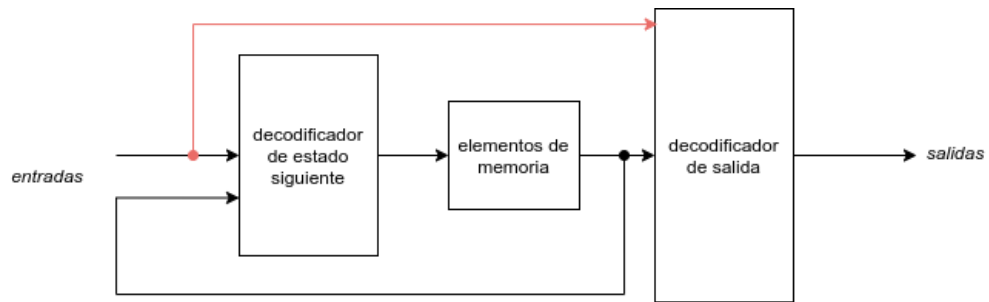 entradas
decodificador
de estado
siguiente
elementos de
memoria
decodificador
de salida
salidas